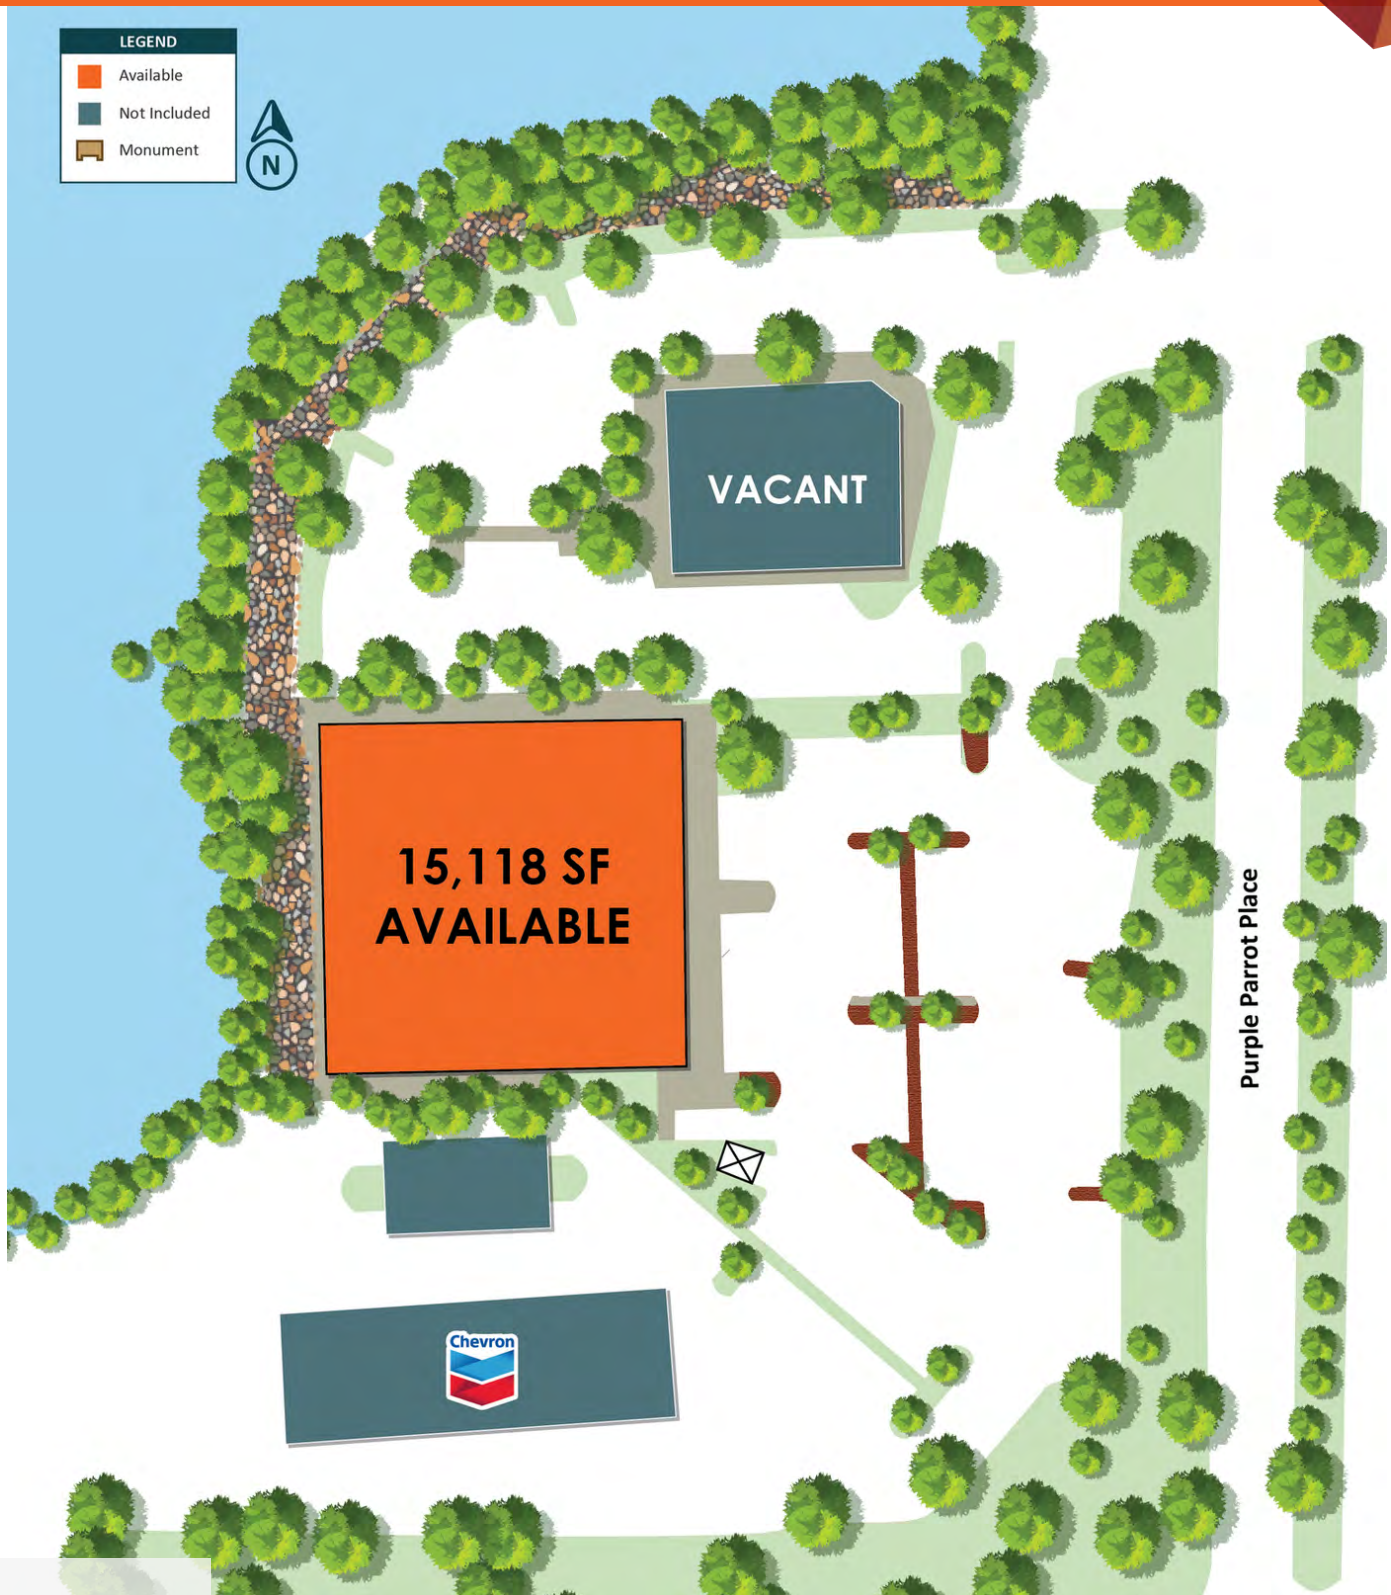 LEGEND
Available
Not Included
Monument
N
VACANT
15,118 SF
AVAILABLE
Purple Parrot Place
Chevron